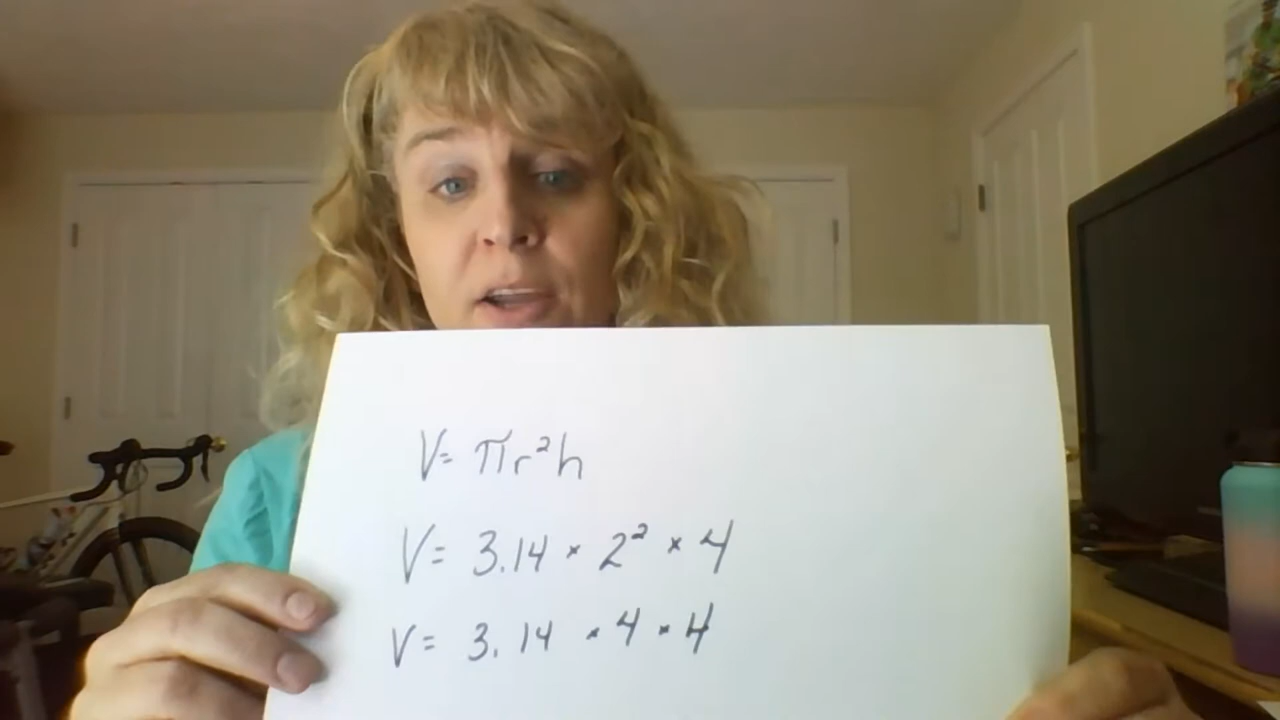 V= πr²h
V= 3.14 × 2² × 4
V= 3.14 × 4 × 4